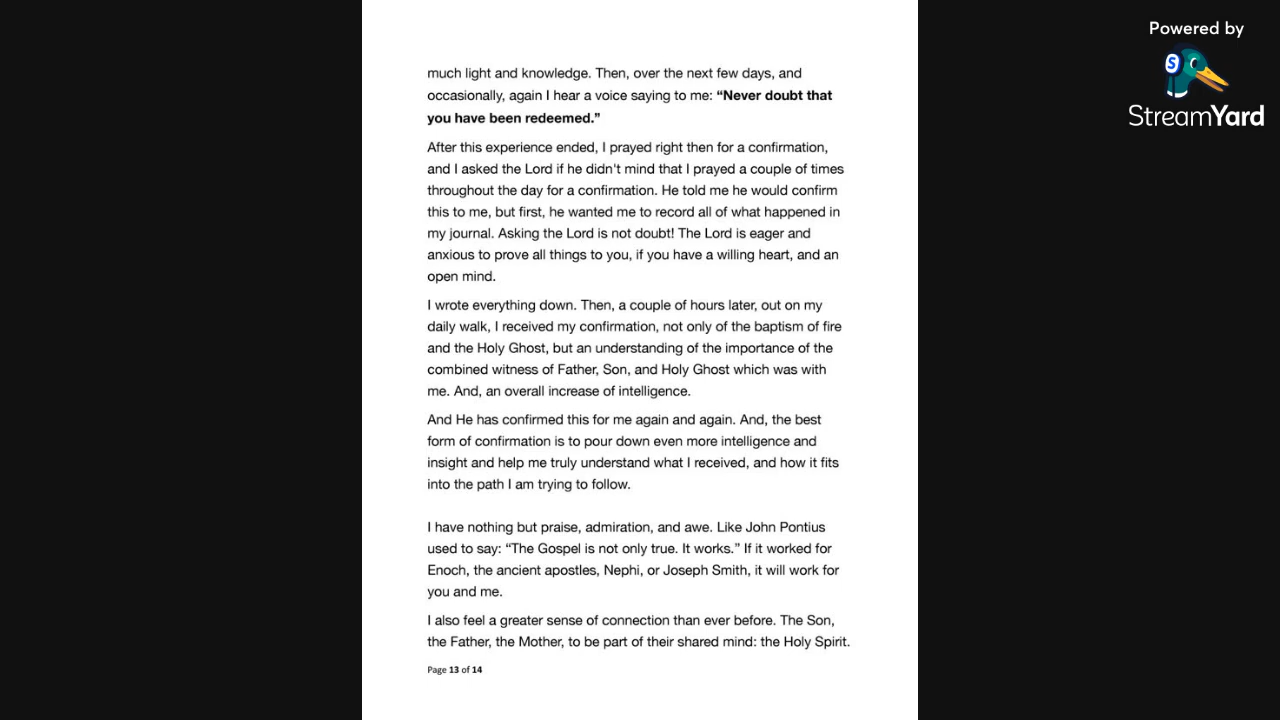 much light and knowledge. Then, over the next few days, and
occasionally, again I hear a voice saying to me: “Never doubt that
you have been redeemed.”
After this experience ended, I prayed right then for a confirmation,
and I asked the Lord if he didn't mind that I prayed a couple of times
throughout the day for a confirmation. He told me he would confirm
this to me, but first, he wanted me to record all of what happened in
my journal. Asking the Lord is not doubt! The Lord is eager and
anxious to prove all things to you, if you have a willing heart, and an
open mind.
I wrote everything down. Then, a couple of hours later, out on my
daily walk, I received my confirmation, not only of the baptism of fire
and the Holy Ghost, but an understanding of the importance of the
combined witness of Father, Son, and Holy Ghost which was with
me. And, an overall increase of intelligence.
And He has confirmed this for me again and again. And, the best
form of confirmation is to pour down even more intelligence and
insight and help me truly understand what I received, and how it fits
into the path I am trying to follow.
I have nothing but praise, admiration, and awe. Like John Pontius
used to say: “The Gospel is not only true. It works.” If it worked for
Enoch, the ancient apostles, Nephi, or Joseph Smith, it will work for
you and me.
I also feel a greater sense of connection than ever before. The Son,
the Father, the Mother, to be part of their shared mind: the Holy Spirit.
Page 13 of 14
Powered by
S
StreamYard